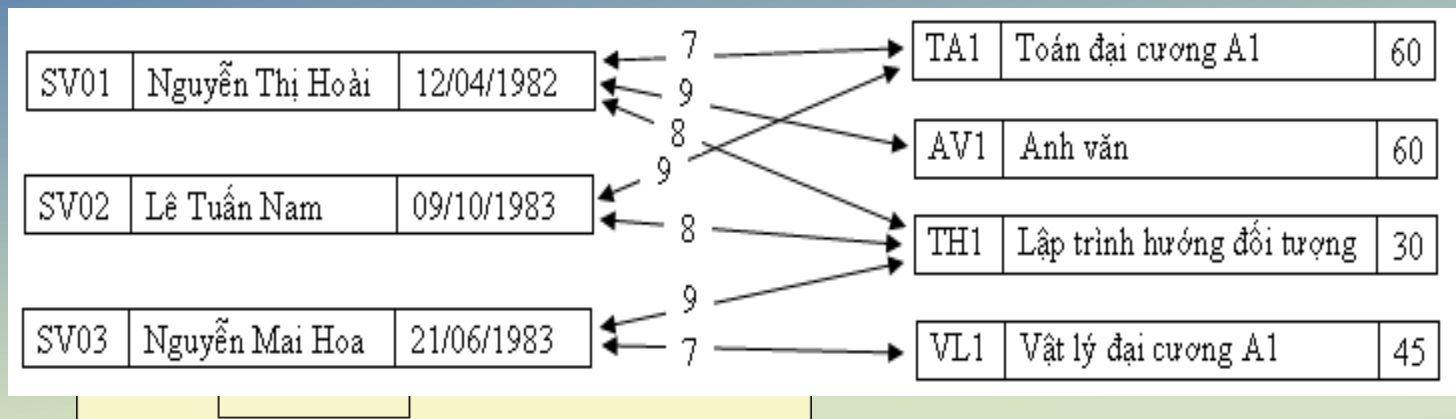 SV01 Nguyễn Thị Hoài 12/04/1982
SV02 Lê Tuấn Nam 09/10/1983
SV03 Nguyễn Mai Hoa 21/06/1983
7
9
8
9
8
9
7
TA1 Toán đại cương A1 60
AV1 Anh văn 60
TH1 Lập trình hướng đối tượng 30
VL1 Vật lý đại cương A1 45